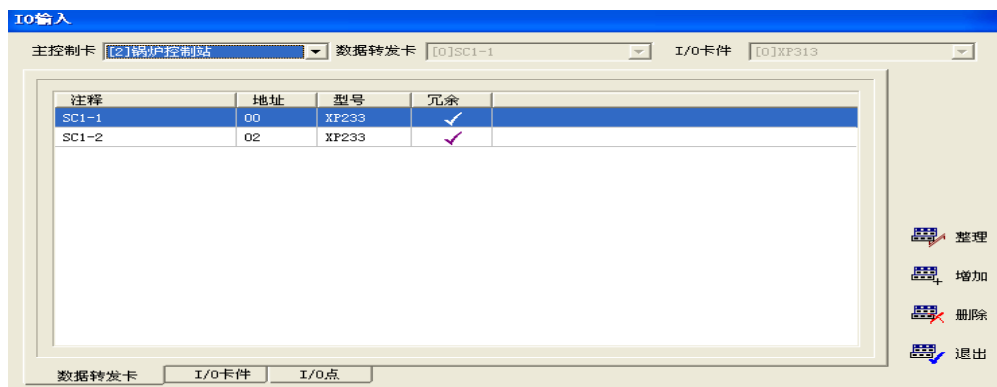 IO输入
主控制卡 [2]锅炉控制站 数据转发卡 [0]SC1-1 I/O卡件 [0]XP313
注释 地址 型号 冗余
SC1-1 00 XP233
SC1-2 02 XP233
整理
增加
删除
退出
数据转发卡 I/O卡件 I/O点